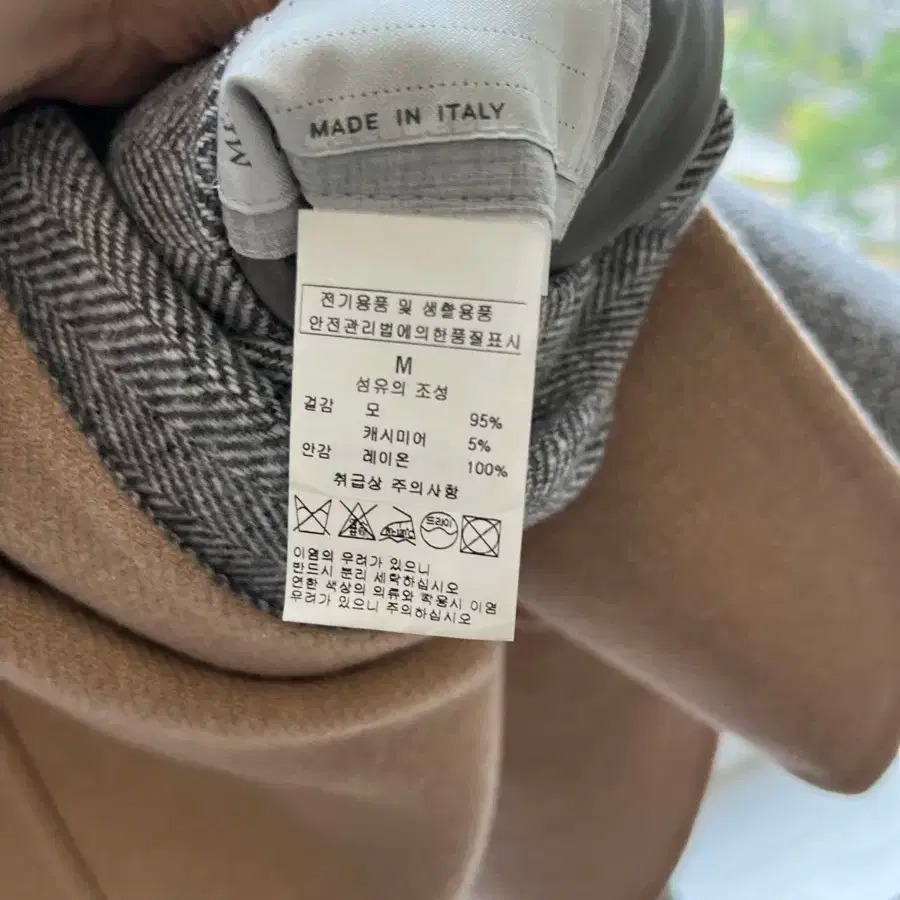 MADE IN ITALY
전기용품 및 생활용품
안전관리법에의한품질표시
M
섬유의 조성
겉감 모 95%
캐시미어 5%
안감 레이온 100%
취급상 주의사항
드라이
이염의 우려가 있으니
반드시 분리 세탁하십시오
연한 색상의 의류와 착용시 이염
우려가 있으니 주의하십시오